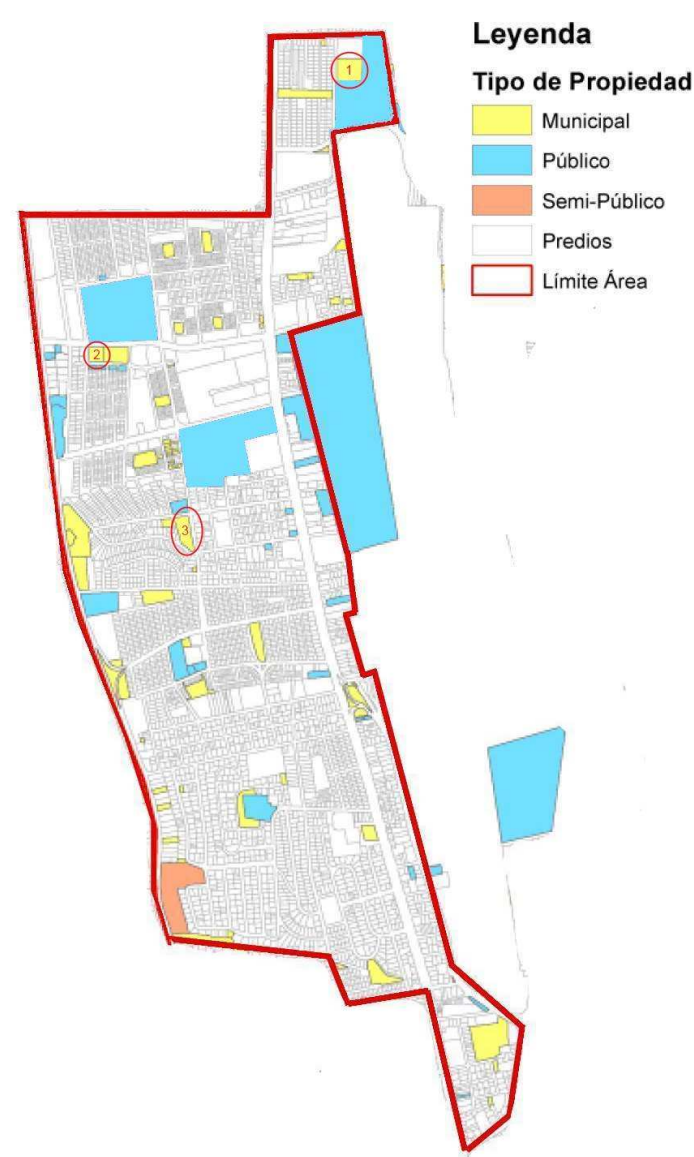 Leyenda
Tipo de Propiedad
Municipal
Público
Semi-Público
Predios
Límite Área
1
2
3